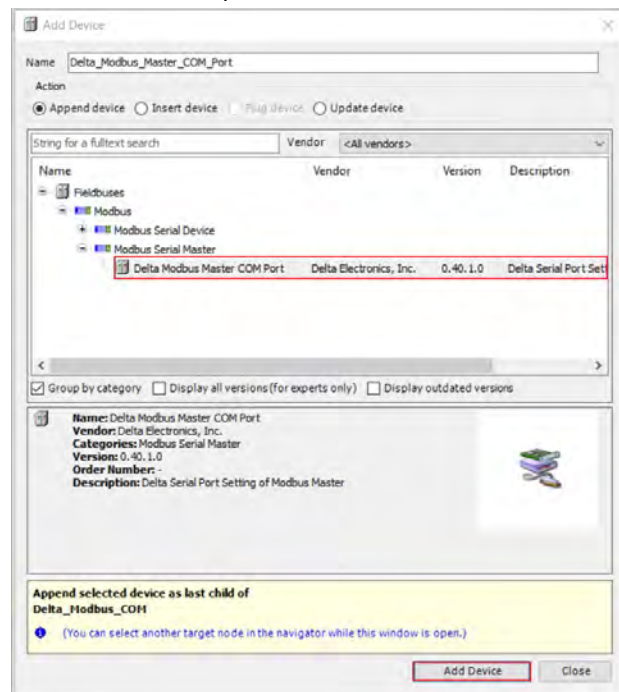 Add Device
Name Delta_Modbus_Master_COM_Port
Action
Append device Insert device Plug device Update device
String for a fulltext search Vendor <All vendors>
Name Vendor Version Description
Fieldbuses
Modbus
Modbus Serial Device
Modbus Serial Master
Delta Modbus Master COM Port Delta Electronics, Inc. 0.40.1.0 Delta Serial Port Sett
Group by category Display all versions (for experts only) Display outdated versions
Name: Delta Modbus Master COM Port
Vendor: Delta Electronics, Inc.
Categories: Modbus Serial Master
Version: 0.40.1.0
Order Number: -
Description: Delta Serial Port Setting of Modbus Master
Append selected device as last child of
Delta_Modbus_COM
(You can select another target node in the navigator while this window is open.)
Add Device Close